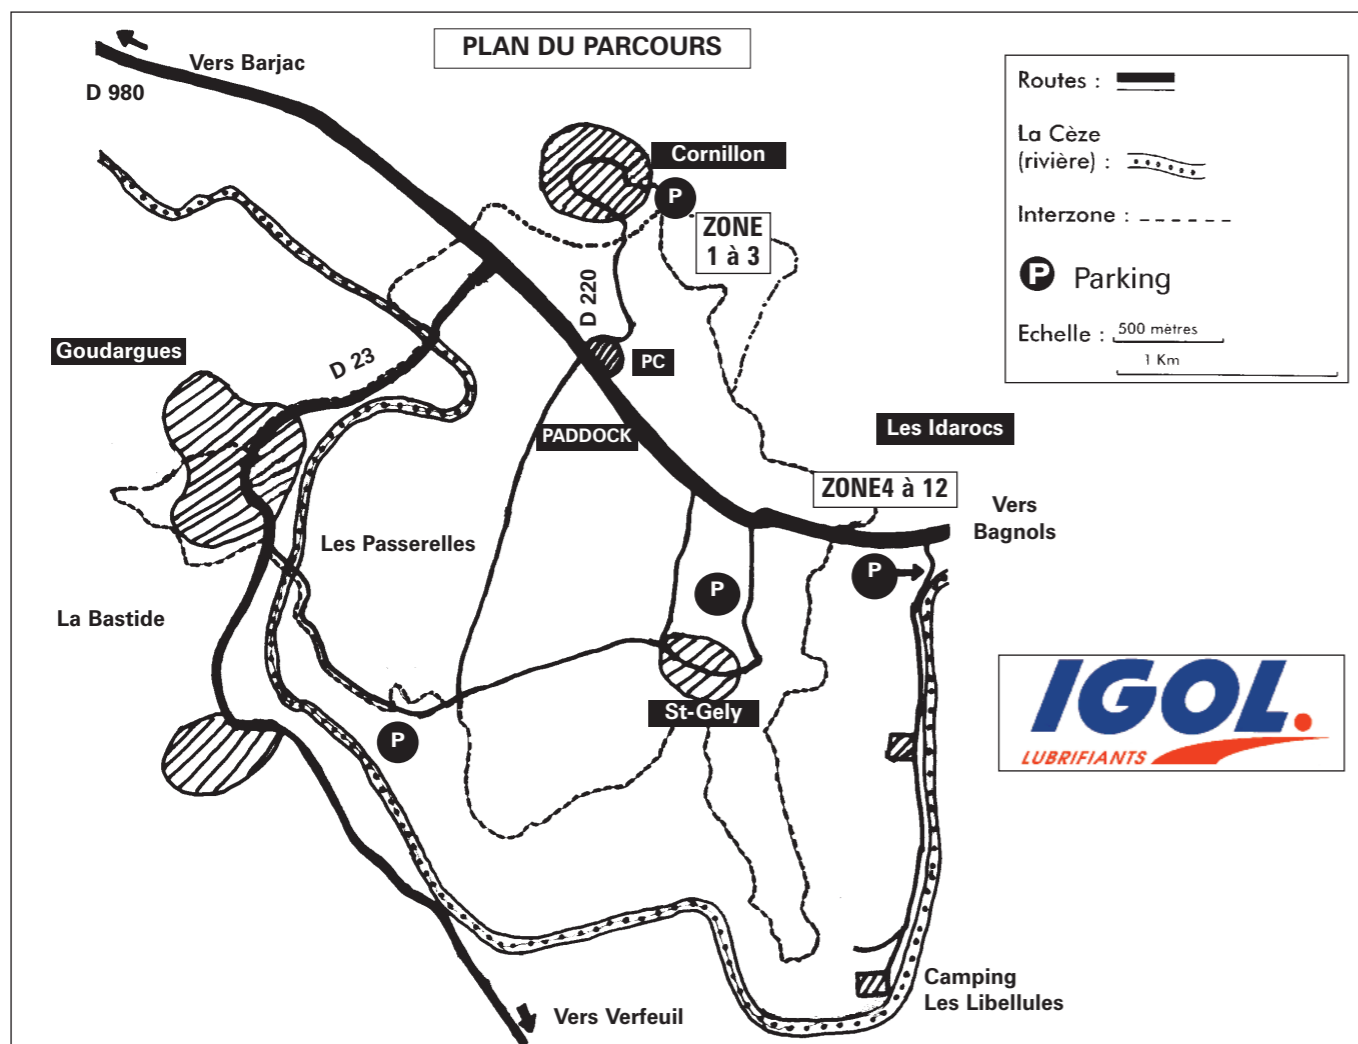 PLAN DU PARCOURS
Vers Barjac
D 980
Routes :
La Cèze
(rivière) :
Interzone :
P Parking
Echelle : 500 mètres
1 Km
Cornillon
P
ZONE
1 à 3
D 220
PC
Goudargues
D 23
PADDOCK
Les Idarocs
ZONE4 à 12
Vers
Bagnols
Les Passerelles
P
P
La Bastide
St-Gely
P
IGOL.
LUBRIFIANTS
Camping
Les Libellules
Vers Verfeuil